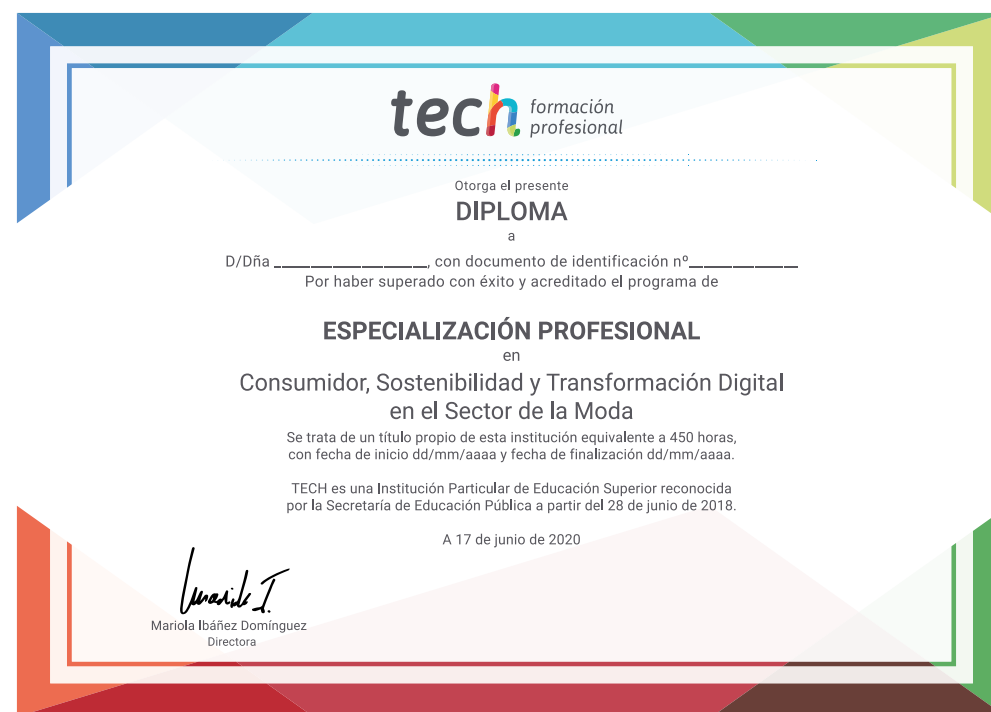 tech formación
profesional
Otorga el presente
DIPLOMA
a
D/Dña ____________________, con documento de identificación nº______________
Por haber superado con éxito y acreditado el programa de
ESPECIALIZACIÓN PROFESIONAL
en
Consumidor, Sostenibilidad y Transformación Digital
en el Sector de la Moda
Se trata de un título propio de esta institución equivalente a 450 horas,
con fecha de inicio dd/mm/aaaa y fecha de finalización dd/mm/aaaa.
TECH es una Institución Particular de Educación Superior reconocida
por la Secretaría de Educación Pública a partir del 28 de junio de 2018.
A 17 de junio de 2020
Mariola I.
Mariola Ibáñez Domínguez
Directora